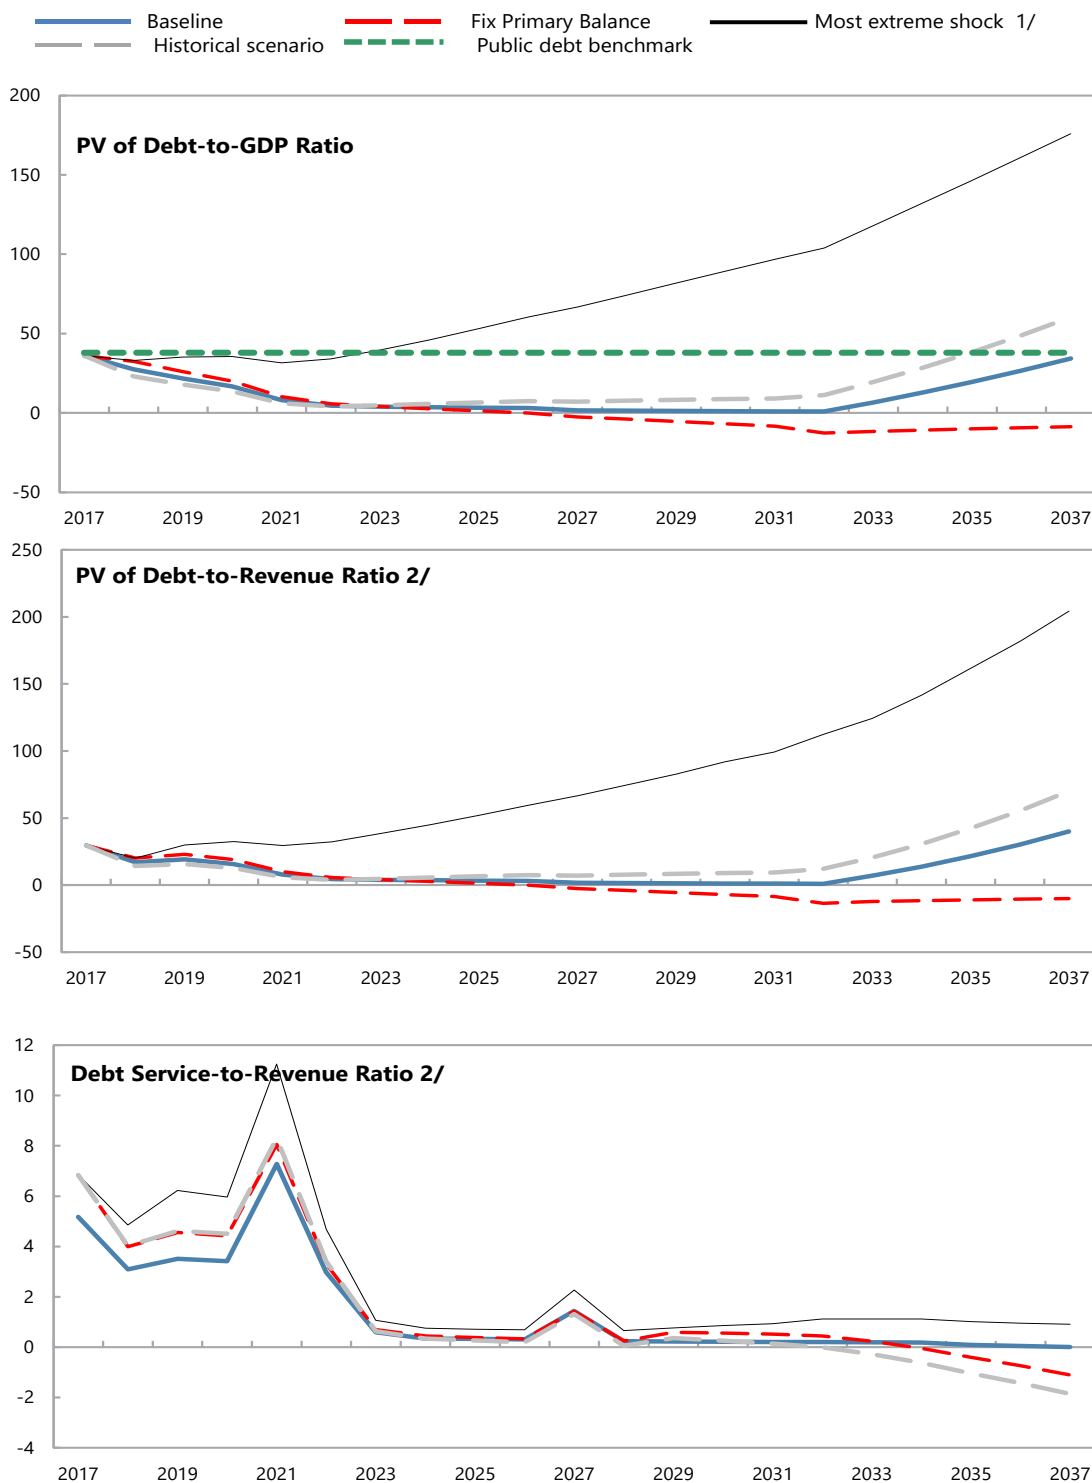 Baseline Fix Primary Balance Most extreme shock 1/
Historical scenario Public debt benchmark
200
PV of Debt-to-GDP Ratio
150
100
50
0
-50
2017 2019 2021 2023 2025 2027 2029 2031 2033 2035 2037
250
PV of Debt-to-Revenue Ratio 2/
200
150
100
50
0
-50
2017 2019 2021 2023 2025 2027 2029 2031 2033 2035 2037
12
Debt Service-to-Revenue Ratio 2/
10
8
6
4
2
0
-2
-4
2017 2019 2021 2023 2025 2027 2029 2031 2033 2035 2037